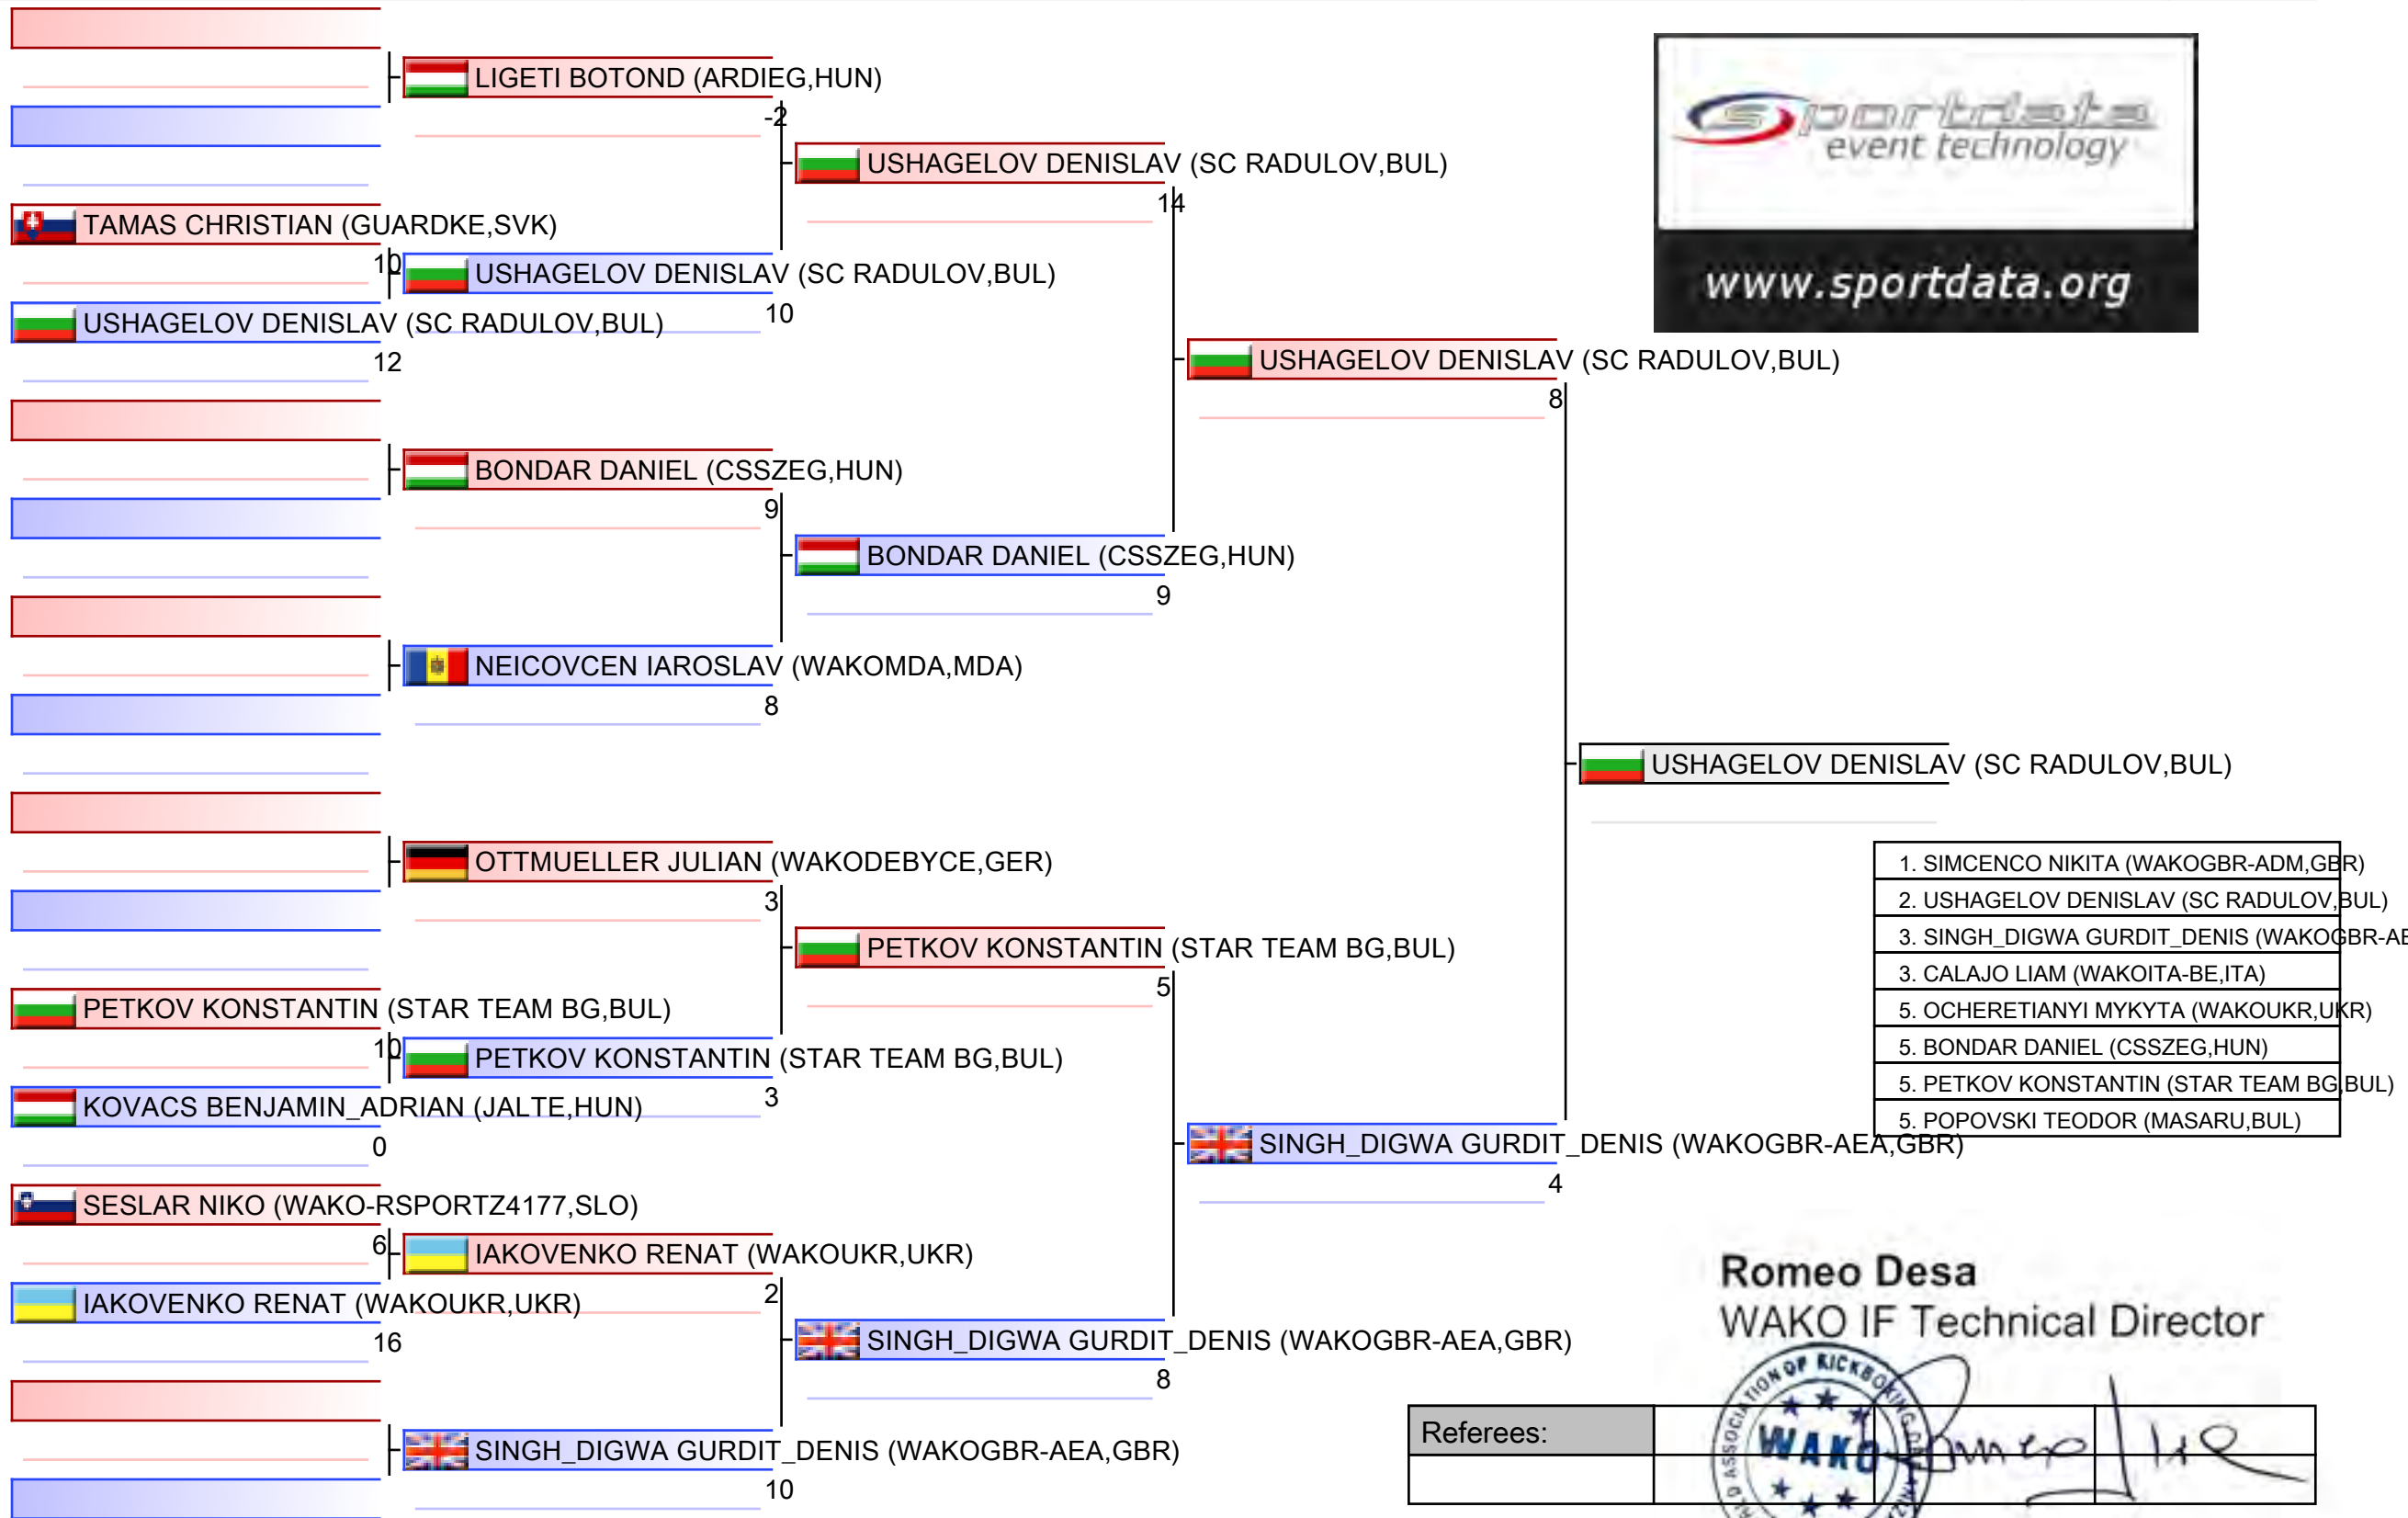 LIGETI BOTOND (ARDIEG,HUN)
-2
USHAGELOV DENISLAV (SC RADULOV,BUL)
14
TAMAS CHRISTIAN (GUARDKE,SVK)
10
USHAGELOV DENISLAV (SC RADULOV,BUL)
10
USHAGELOV DENISLAV (SC RADULOV,BUL)
12
USHAGELOV DENISLAV (SC RADULOV,BUL)
8
BONDAR DANIEL (CSSZEG,HUN)
9
BONDAR DANIEL (CSSZEG,HUN)
9
NEICOVCEN IAROSLAV (WAKOMDA,MDA)
8
USHAGELOV DENISLAV (SC RADULOV,BUL)
OTTMUELLER JULIAN (WAKODEBYCE,GER)
3
PETKOV KONSTANTIN (STAR TEAM BG,BUL)
5
PETKOV KONSTANTIN (STAR TEAM BG,BUL)
10
PETKOV KONSTANTIN (STAR TEAM BG,BUL)
3
KOVACS BENJAMIN_ADRIAN (JALTE,HUN)
0
SINGH_DIGWA GURDIT_DENIS (WAKOGBR-AEA,GBR)
4
SESLAR NIKO (WAKO-RSPORTZ4177,SLO)
6
IAKOVENKO RENAT (WAKOUKR,UKR)
2
IAKOVENKO RENAT (WAKOUKR,UKR)
16
SINGH_DIGWA GURDIT_DENIS (WAKOGBR-AEA,GBR)
8
SINGH_DIGWA GURDIT_DENIS (WAKOGBR-AEA,GBR)
10
sportdata
event technology
www.sportdata.org
1. SIMCENCO NIKITA (WAKOGBR-ADM,GBR)
2. USHAGELOV DENISLAV (SC RADULOV,BUL)
3. SINGH_DIGWA GURDIT_DENIS (WAKOGBR-AE
3. CALAJO LIAM (WAKOITA-BE,ITA)
5. OCHERETIANYI MYKYTA (WAKOUKR,UKR)
5. BONDAR DANIEL (CSSZEG,HUN)
5. PETKOV KONSTANTIN (STAR TEAM BG,BUL)
5. POPOVSKI TEODOR (MASARU,BUL)
Romeo Desa
WAKO IF Technical Director
Referees:
ASSOCIATION OF KICKBOXING
WAKO